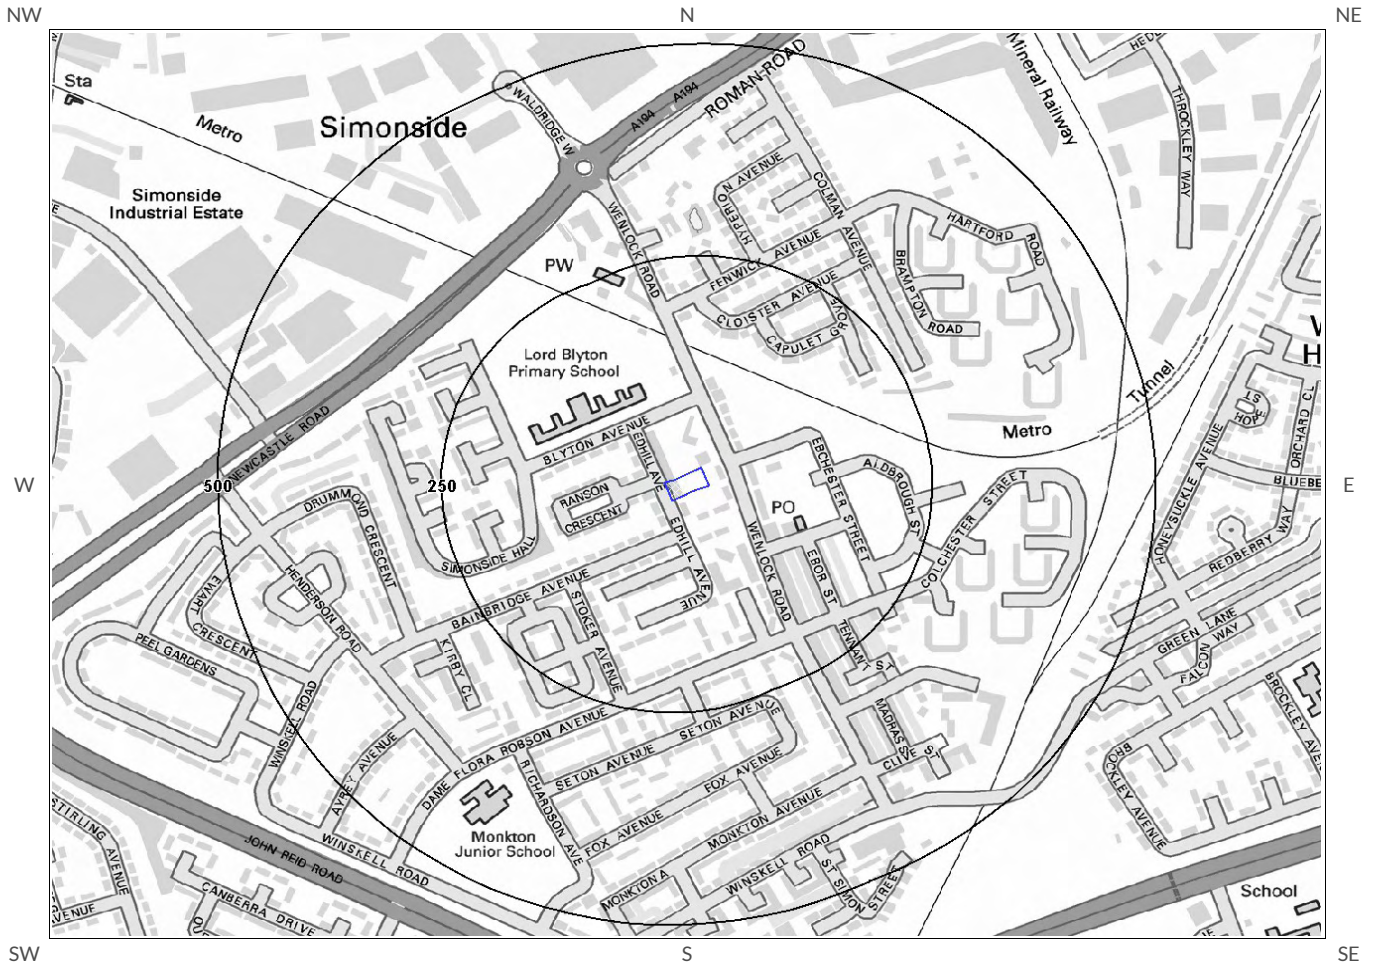 NW
N
NE
Sta
Metro
Simonside
WALDRIDGE W
A194
A194
ROMAN ROAD
Mineral Railway
THROCKLEY WAY
Simonside
Industrial Estate
WENLOCK ROAD
HYPERION AVENUE
COLMAN AVENUE
HARTFORD ROAD
BRAMPTON ROAD
FENWICK AVENUE
CLOISTER AVENUE
CAPULET GROVE
PW
Lord Blyton
Primary School
Tunnel
Metro
NEWCASTLE ROAD
BLYTON AVENUE
EDHILL AVE
RANSON
CRESCENT
EBCHESTER STREET
ALDBROUGH ST
COLCHESTER STREET
ORCHARD CL
HONEYSUCKLE AVENUE
REDBERRY WAY
W
500
250
E
PO
DRUMMOND CRESCENT
SIMONSIDE HALL
EDHILL AVENUE
WENLOCK ROAD
EBOR ST
HENDERSON ROAD
EWART
CRESCENT
BAINBRIDGE AVENUE
STOKER AVENUE
KIRBY CL
TENNANT ST
GREEN LANE
FALCON WAY
PEEL GARDENS
WINSKELL ROAD
AYREY AVENUE
DAME FLORA ROBSON AVENUE
SETON AVENUE
SETON AVENUE
MADRAS ST
CLIVE ST
BROCKLEY AVENUE
BROCKLEY AVE
RICHARDSON AVE
FOX AVENUE
FOX AVENUE
MONKTON AVENUE
MONKTON A
Monkton
Junior School
WINSKELL ROAD
WINSKELL ROAD
ST SIMON STREET
JOHN REID ROAD
STIRLING AVENUE
CANBERRA DRIVE
School
SW
S
SE